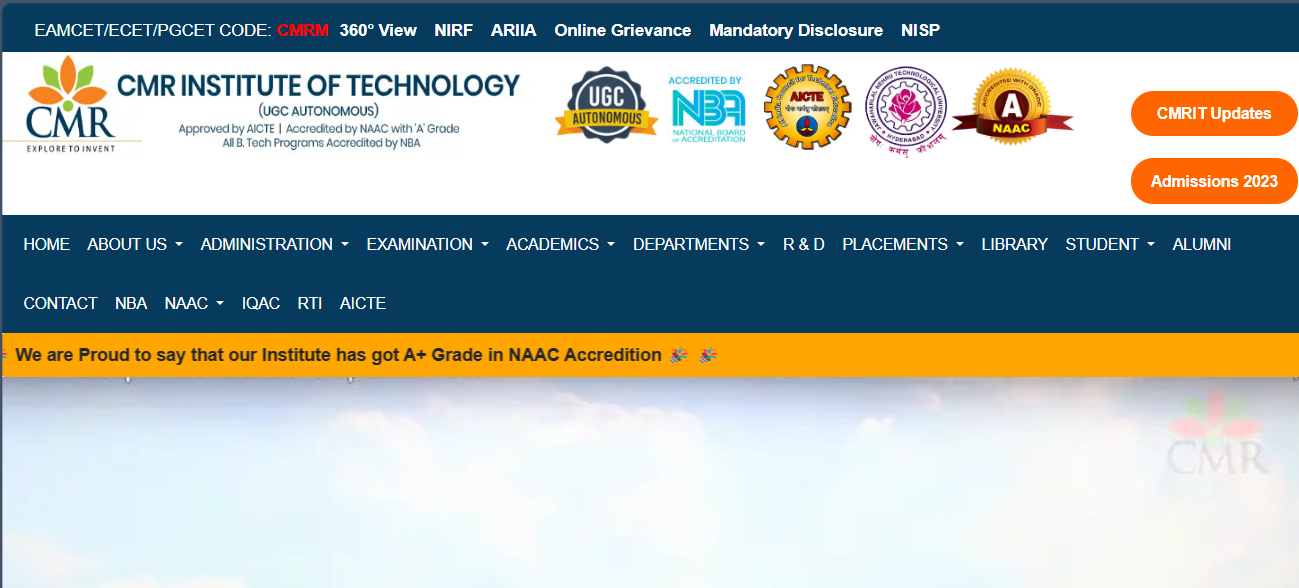 EAMCET/ECET/PGCET CODE: CMRM 360° View NIRF ARIIA Online Grievance Mandatory Disclosure NISP
CMR
EXPLORE TO INVENT
CMR INSTITUTE OF TECHNOLOGY
(UGC AUTONOMOUS)
Approved by AICTE | Accredited by NAAC with 'A' Grade
All B. Tech Programs Accredited by NBA
UGC
AUTONOMOUS
ACCREDITED BY
NBA
NATIONAL BOARD
OF ACCREDITATION
AICTE
JAWAHARLAL NEHRU TECHNOLOGICAL UNIVERSITY
HYDERABAD
ACCREDITED WITH GRADE
A
NAAC
CMRIT Updates
Admissions 2023
HOME ABOUT US ADMINISTRATION EXAMINATION ACADEMICS DEPARTMENTS R & D PLACEMENTS LIBRARY STUDENT ALUMNI
CONTACT NBA NAAC IQAC RTI AICTE
We are Proud to say that our Institute has got A+ Grade in NAAC Accredition
CMR